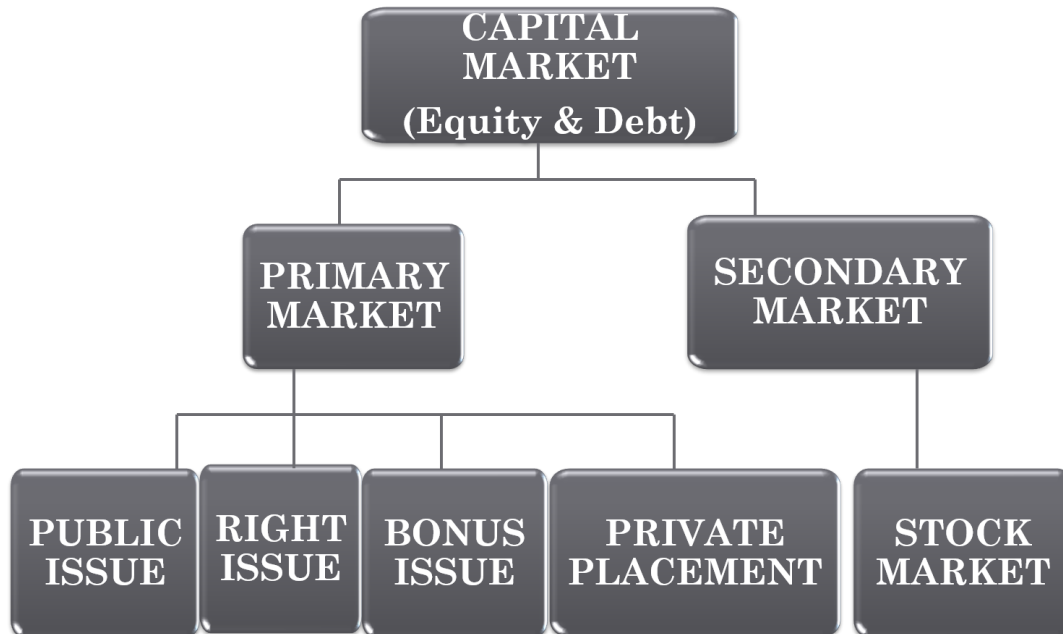 CAPITAL
MARKET
(Equity & Debt)
PRIMARY
MARKET
SECONDARY
MARKET
PUBLIC
ISSUE
RIGHT
ISSUE
BONUS
ISSUE
PRIVATE
PLACEMENT
STOCK
MARKET